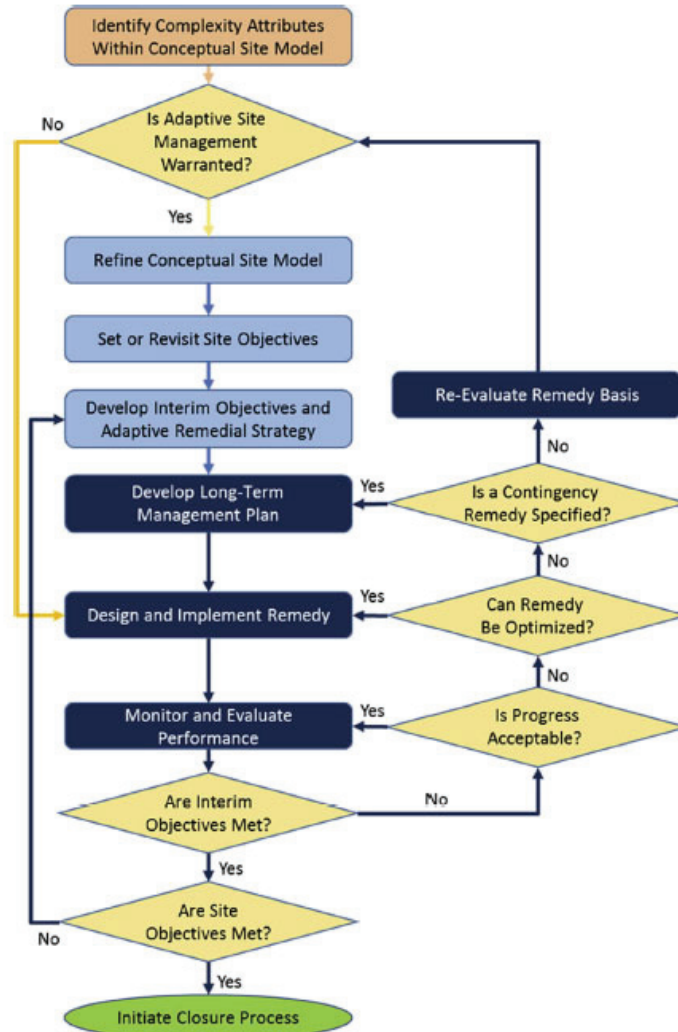 Identify Complexity Attributes
Within Conceptual Site Model
No
Is Adaptive Site
Management
Warranted?
Yes
Refine Conceptual Site Model
Set or Revisit Site Objectives
Develop Interim Objectives and
Adaptive Remedial Strategy
Re-Evaluate Remedy Basis
No
Develop Long-Term
Management Plan
Yes
Is a Contingency
Remedy Specified?
No
Design and Implement Remedy
Yes
Can Remedy
Be Optimized?
No
Monitor and Evaluate
Performance
Yes
Is Progress
Acceptable?
Are Interim
Objectives Met?
No
Yes
Are Site
Objectives Met?
No
Yes
Initiate Closure Process